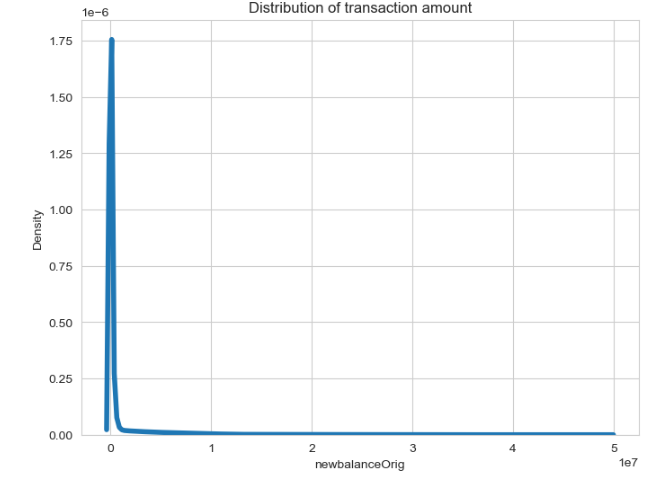 Distribution of transaction amount
1e−6
1.75
1.50
1.25
1.00
0.75
0.50
0.25
0.00
Density
0 1 2 3 4 5
1e7
newbalanceOrig